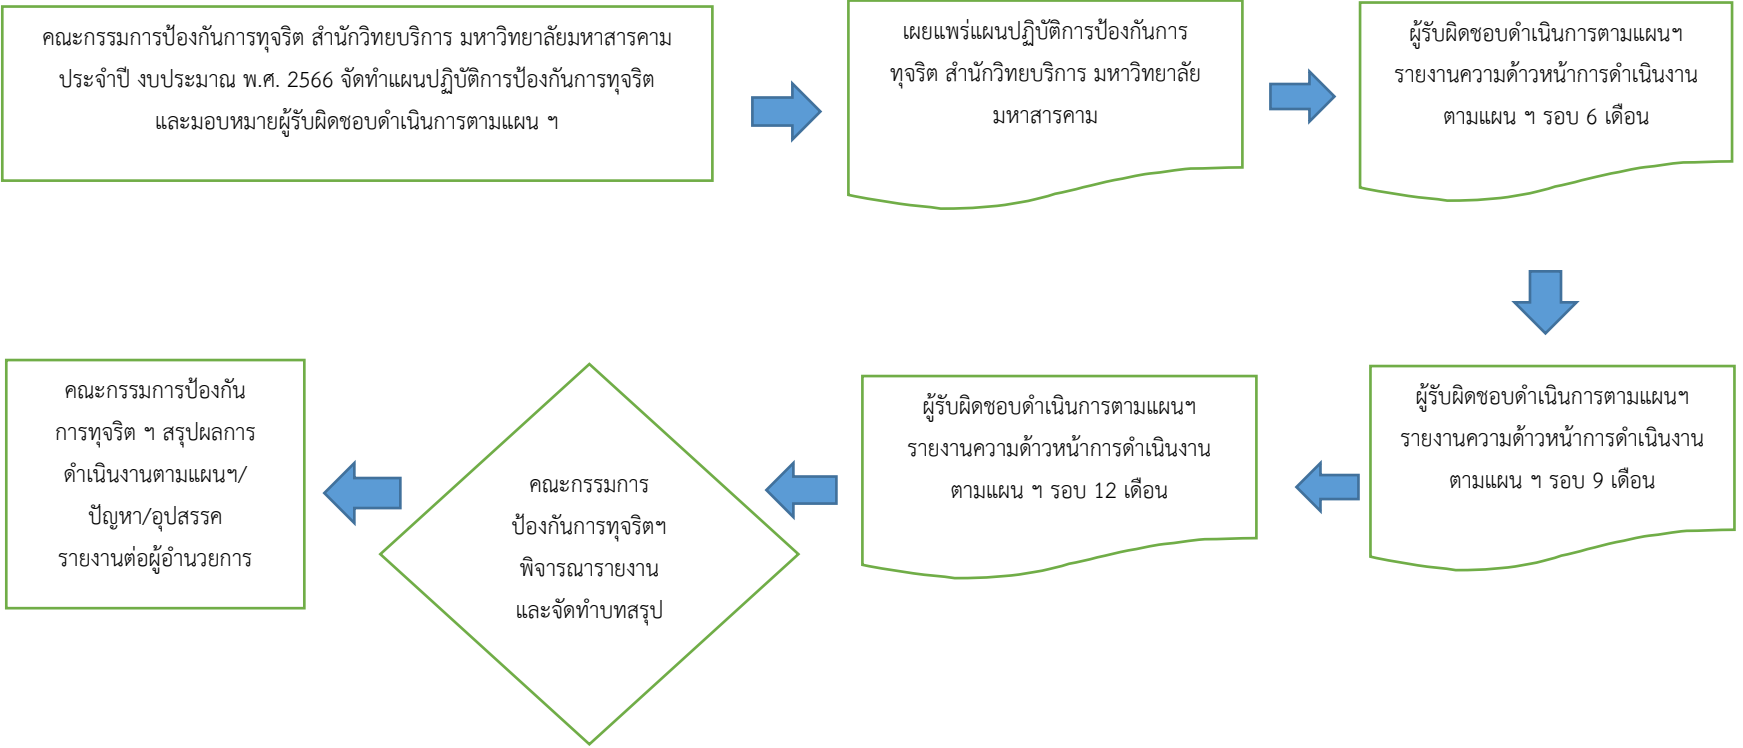 คณะกรรมการป้องกันการทุจริต สำนักวิทยบริการ มหาวิทยาลัยมหาสารคาม
ประจำปี งบประมาณ พ.ศ. 2566 จัดทำแผนปฏิบัติการป้องกันการทุจริต
และมอบหมายผู้รับผิดชอบดำเนินการตามแผน ฯ
เผยแพร่แผนปฏิบัติการป้องกันการ
ทุจริต สำนักวิทยบริการ มหาวิทยาลัย
มหาสารคาม
ผู้รับผิดชอบดำเนินการตามแผนฯ
รายงานความด้าวหน้าการดำเนินงาน
ตามแผน ฯ รอบ 6 เดือน
ผู้รับผิดชอบดำเนินการตามแผนฯ
รายงานความด้าวหน้าการดำเนินงาน
ตามแผน ฯ รอบ 9 เดือน
ผู้รับผิดชอบดำเนินการตามแผนฯ
รายงานความด้าวหน้าการดำเนินงาน
ตามแผน ฯ รอบ 12 เดือน
คณะกรรมการ
ป้องกันการทุจริตฯ
พิจารณารายงาน
และจัดทำบทสรุป
คณะกรรมการป้องกัน
การทุจริต ฯ สรุปผลการ
ดำเนินงานตามแผนฯ/
ปัญหา/อุปสรรค
รายงานต่อผู้อำนวยการ